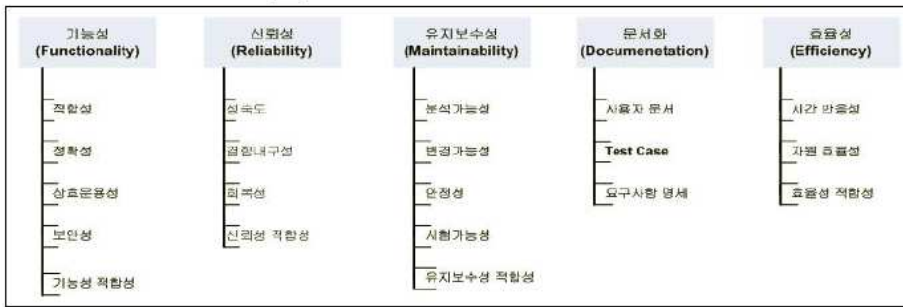 기능성
(Functionality)
적합성
정확성
상호운용성
보안성
기능성 적합성
신뢰성
(Reliability)
성숙도
결함내구성
회복성
신뢰성 적합성
유지보수성
(Maintainability)
분석가능성
변경가능성
안정성
시험가능성
유지보수성 적합성
문서화
(Documenetation)
사용자 문서
Test Case
요구사항 명세
효율성
(Efficiency)
시간 반응성
자원 효율성
효율성 적합성